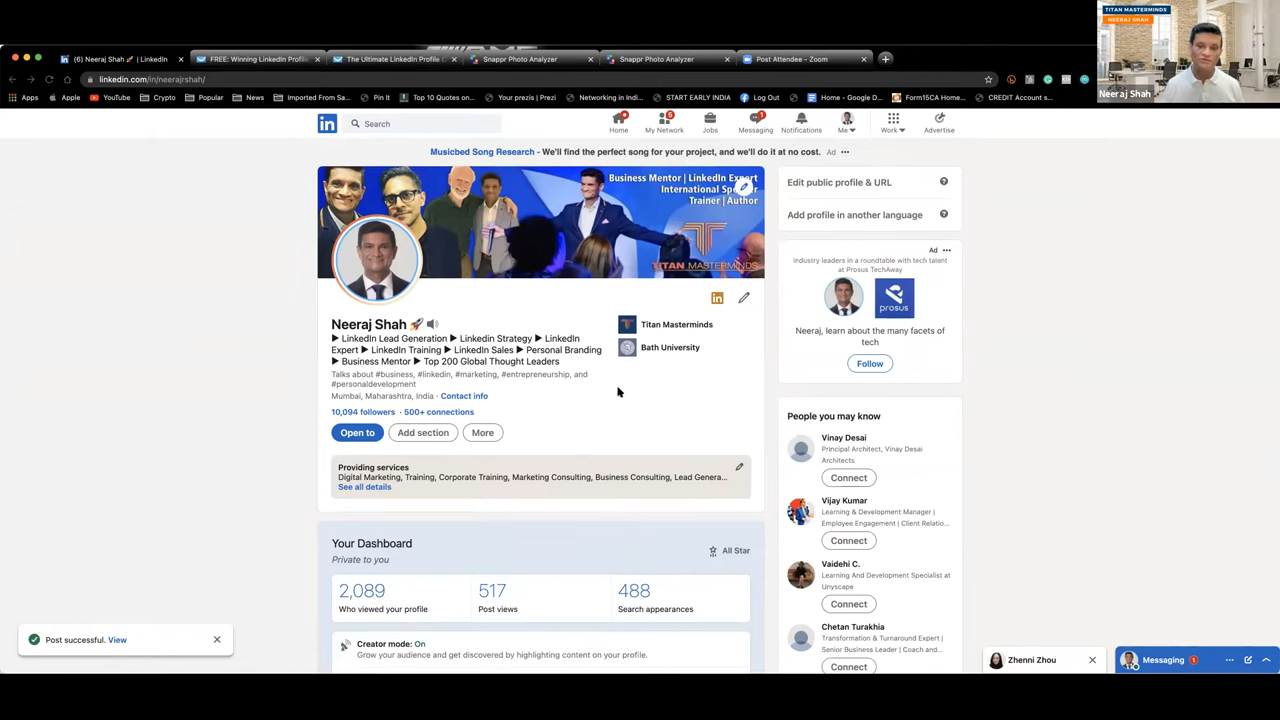 TITAN MASTERMINDS
NEERAJ SHAH
Neeraj Shah
(6) Neeraj Shah 🚀 | LinkedIn
FREE: Winning LinkedIn Profile
The Ultimate LinkedIn Profile
Snappr Photo Analyzer
Snappr Photo Analyzer
Post Attendee - Zoom
linkedin.com/in/neerajrshah/
Apps
Apple
YouTube
Crypto
Popular
News
Imported From Sa...
Pin It
Top 10 Quotes on...
Your prezis | Prezi
Networking in Indi...
START EARLY INDIA
Log Out
Home - Google D...
Form15CA Home...
CREDIT Account s...
Search
Home
My Network
Jobs
Messaging
Notifications
Me
Work
Advertise
Musicbed Song Research - We'll find the perfect song for your project, and we'll do it at no cost. Ad
Business Mentor | LinkedIn Expert
International Speaker
Trainer | Author
TITAN MASTERMINDS
Neeraj Shah 🚀
▶ LinkedIn Lead Generation ▶ Linkedin Strategy ▶ LinkedIn
Expert ▶ LinkedIn Training ▶ LinkedIn Sales ▶ Personal Branding
▶ Business Mentor ▶ Top 200 Global Thought Leaders
Talks about #business, #linkedin, #marketing, #entrepreneurship, and
#personaldevelopment
Mumbai, Maharashtra, India · Contact info
10,094 followers · 500+ connections
Open to
Add section
More
Titan Masterminds
Bath University
Providing services
Digital Marketing, Training, Corporate Training, Marketing Consulting, Business Consulting, Lead Genera...
See all details
Your Dashboard
Private to you
All Star
2,089
Who viewed your profile
517
Post views
488
Search appearances
Creator mode: On
Grow your audience and get discovered by highlighting content on your profile.
Edit public profile & URL
Add profile in another language
Ad
Industry leaders in a roundtable with tech talent
at Prosus TechAway
prosus
Neeraj, learn about the many facets of
tech
Follow
People you may know
Vinay Desai
Principal Architect, Vinay Desai
Architects
Connect
Vijay Kumar
Learning & Development Manager |
Employee Engagement | Client Relatio...
Connect
Vaidehi C.
Learning And Development Specialist at
Unyscape
Connect
Chetan Turakhia
Transformation & Turnaround Expert |
Senior Business Leader | Coach and...
Connect
Post successful. View
Zhenni Zhou
Messaging 1